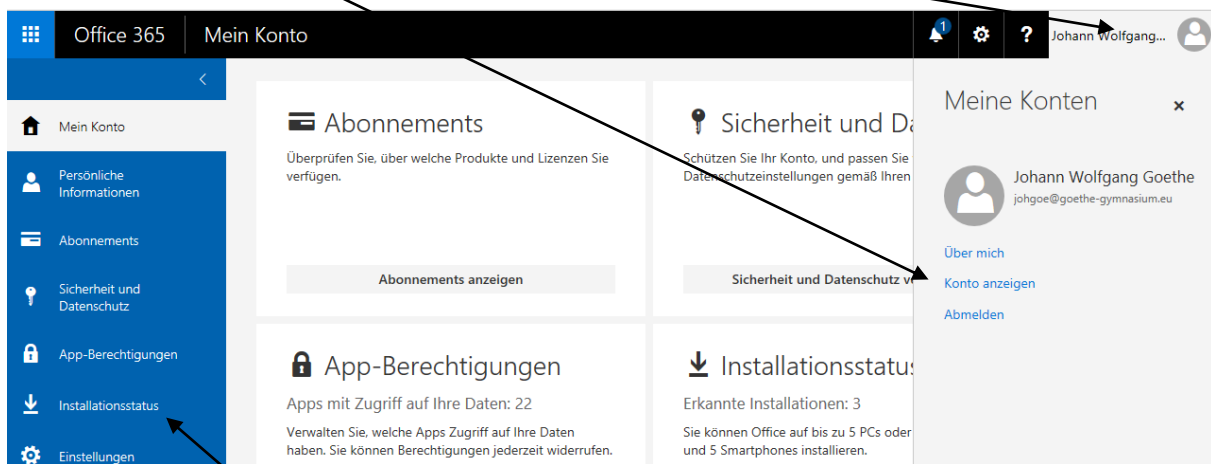 Office 365 Mein Konto 1 ? Johann Wolfgang...
Mein Konto
Persönliche
Informationen
Abonnements
Sicherheit und
Datenschutz
App-Berechtigungen
Installationsstatus
Einstellungen
Abonnements
Überprüfen Sie, über welche Produkte und Lizenzen Sie
verfügen.
Abonnements anzeigen
Sicherheit und Da
Schützen Sie Ihr Konto, und passen Sie
Datenschutzeinstellungen gemäß Ihren
Sicherheit und Datenschutz v
App-Berechtigungen
Apps mit Zugriff auf Ihre Daten: 22
Verwalten Sie, welche Apps Zugriff auf Ihre Daten
haben. Sie können Berechtigungen jederzeit widerrufen.
Installationsstatus
Erkannte Installationen: 3
Sie können Office auf bis zu 5 PCs oder
und 5 Smartphones installieren.
Meine Konten ×
Johann Wolfgang Goethe
johgoe@goethe-gymnasium.eu
Über mich
Konto anzeigen
Abmelden